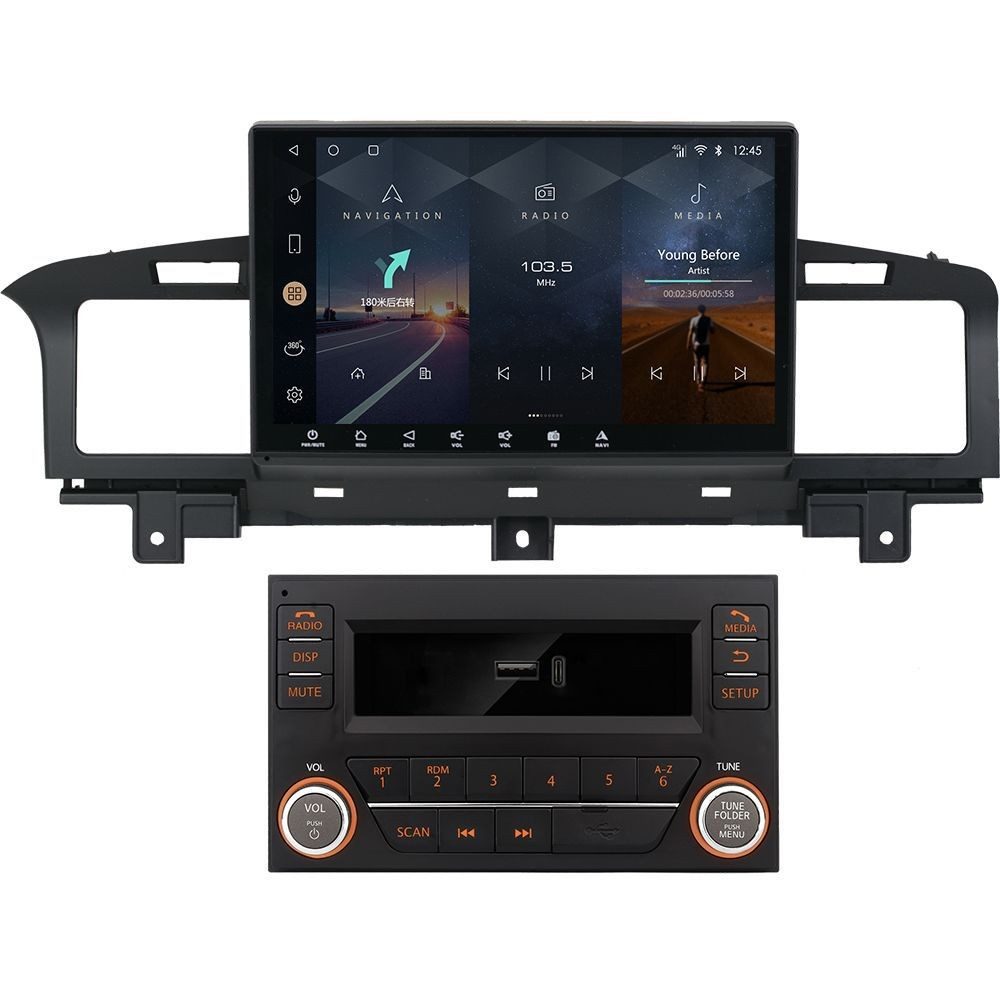 4G 12:45
NAVIGATION
RADIO
MEDIA
180米后右转
103.5
MHz
Young Before
Artist
00:02:36/00:05:58
360°
PWR/MUTE
MENU
BACK
VOL
VOL
FM
NAVI
RADIO
DISP
MUTE
MEDIA
SETUP
VOL
TUNE
RPT
1
RDM
2
3
4
5
A-Z
6
VOL
PUSH
SCAN
TUNE
FOLDER
PUSH
MENU